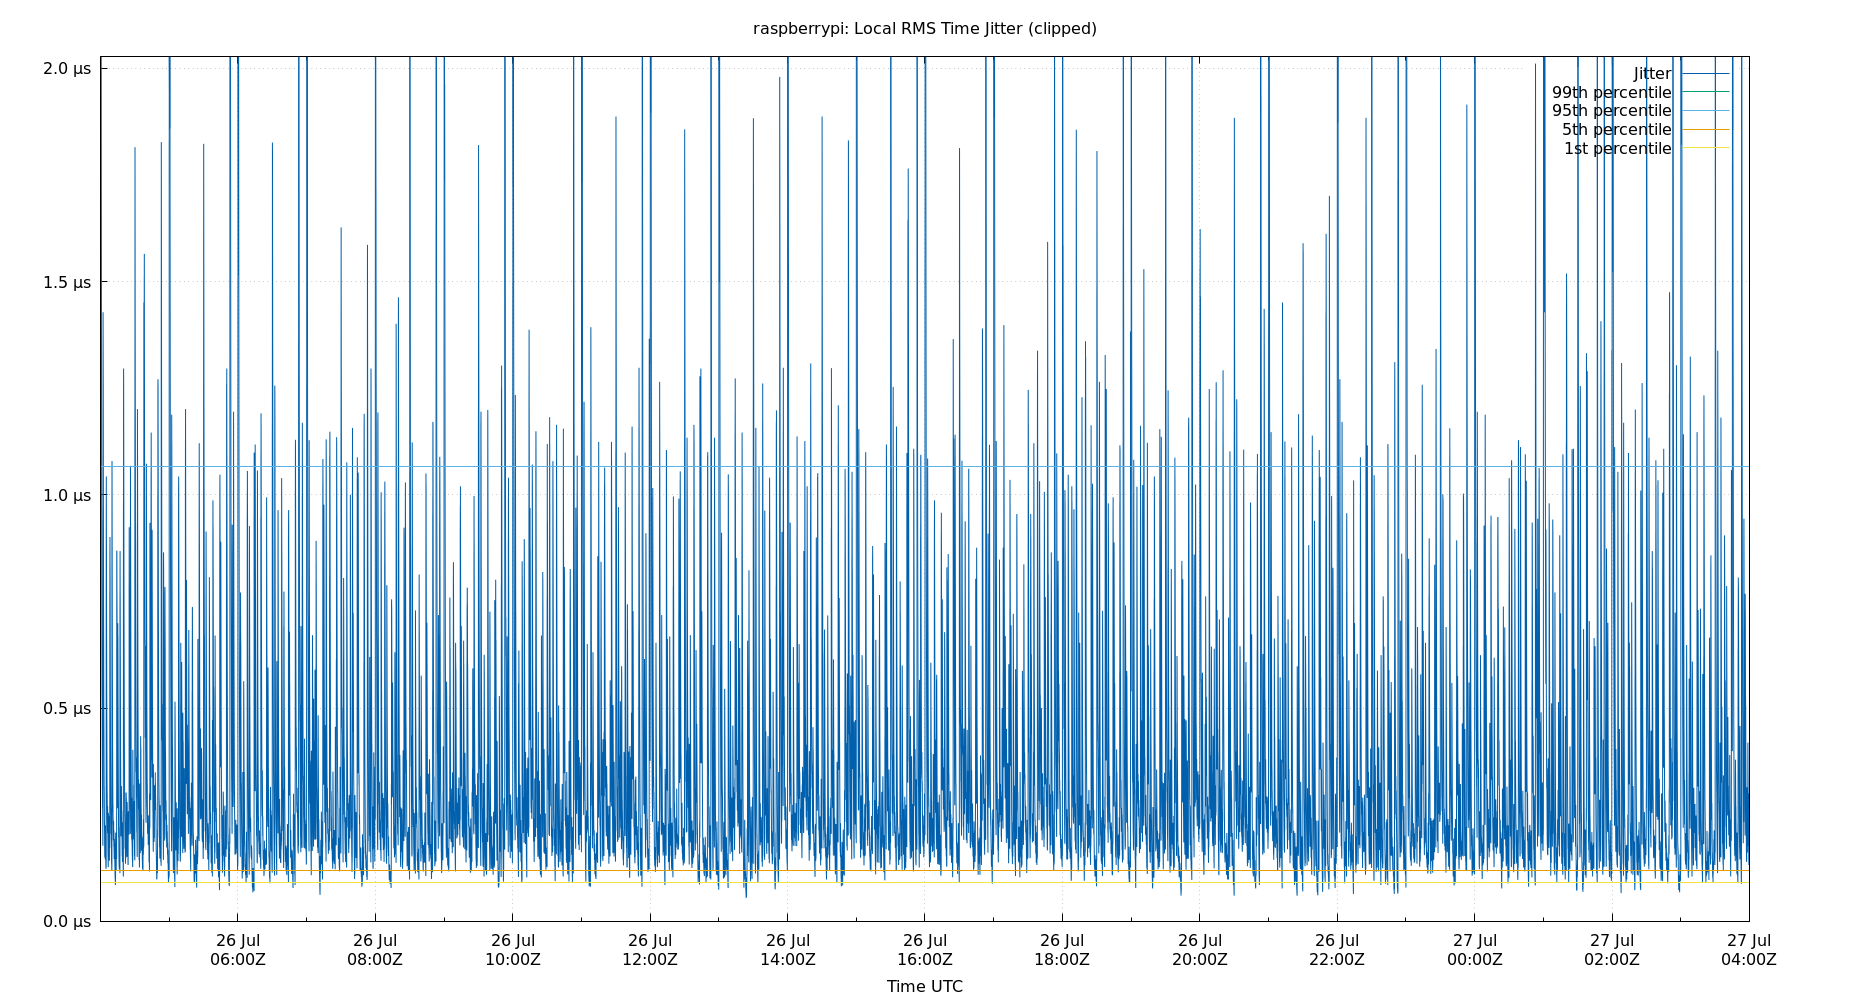 raspberrypi: Local RMS Time Jitter (clipped)
2.0 µs
1.5 µs
1.0 µs
0.5 µs
0.0 µs
Jitter
99th percentile
95th percentile
5th percentile
1st percentile
26 Jul 26 Jul 26 Jul 26 Jul 26 Jul 26 Jul 26 Jul 26 Jul 26 Jul 27 Jul 27 Jul 27 Jul
06:00Z 08:00Z 10:00Z 12:00Z 14:00Z 16:00Z 18:00Z 20:00Z 22:00Z 00:00Z 02:00Z 04:00Z
Time UTC